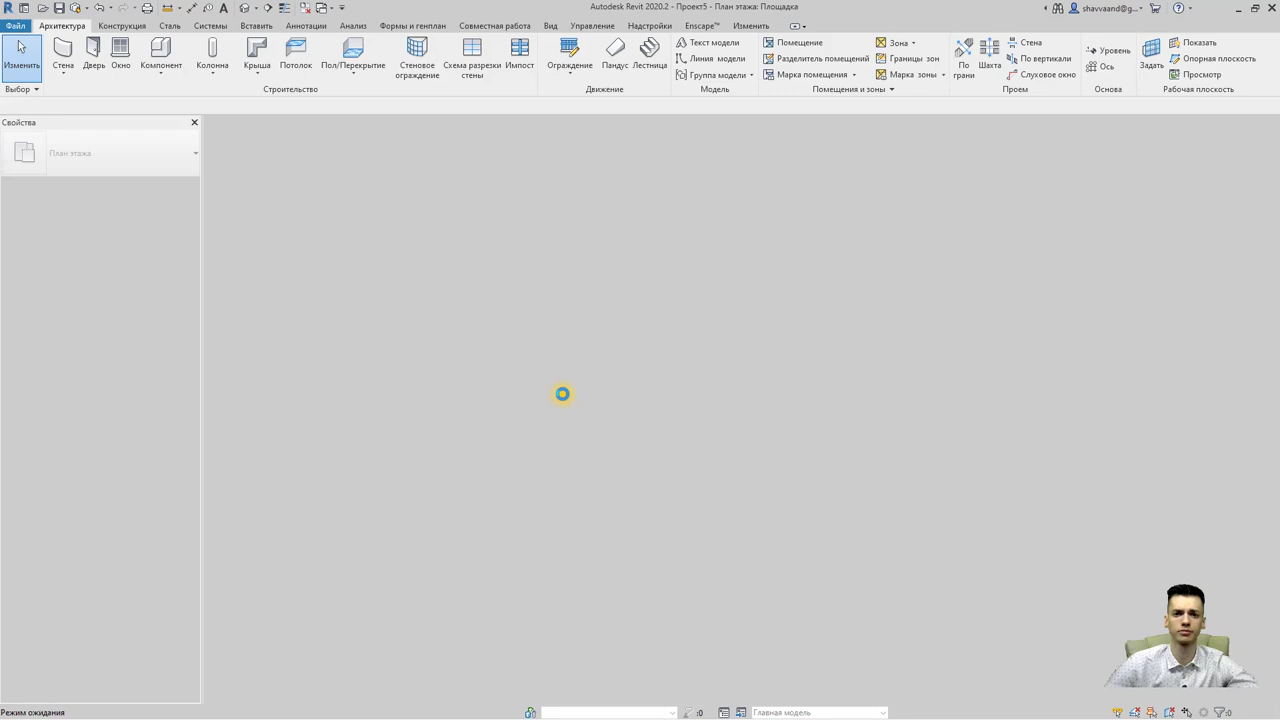 Autodesk Revit 2020.2 - Проект5 - План этажа: Площадка
shavvaand@g...
Файл Архитектура Конструкция Сталь Системы Вставить Аннотации Анализ Формы и генплан Совместная работа Вид Управление Надстройки Enscape™ Изменить
Изменить Стена Дверь Окно Компонент Колонна Крыша Потолок Пол/Перекрытие Стеновое ограждение Схема разрезки стены Импост Ограждение Пандус Лестница
Текст модели
Линия модели
Группа модели
Помещение
Разделитель помещений
Марка помещения
Зона
Границы зон
Марка зоны
По грани
Шахта
Стена
По вертикали
Слуховое окно
Уровень
Ось
Задать
Показать
Опорная плоскость
Просмотр
Выбор Строительство Движение Модель Помещения и зоны Проем Основа Рабочая плоскость
Свойства
План этажа
Режим ожидания
:0
Главная модель
:0